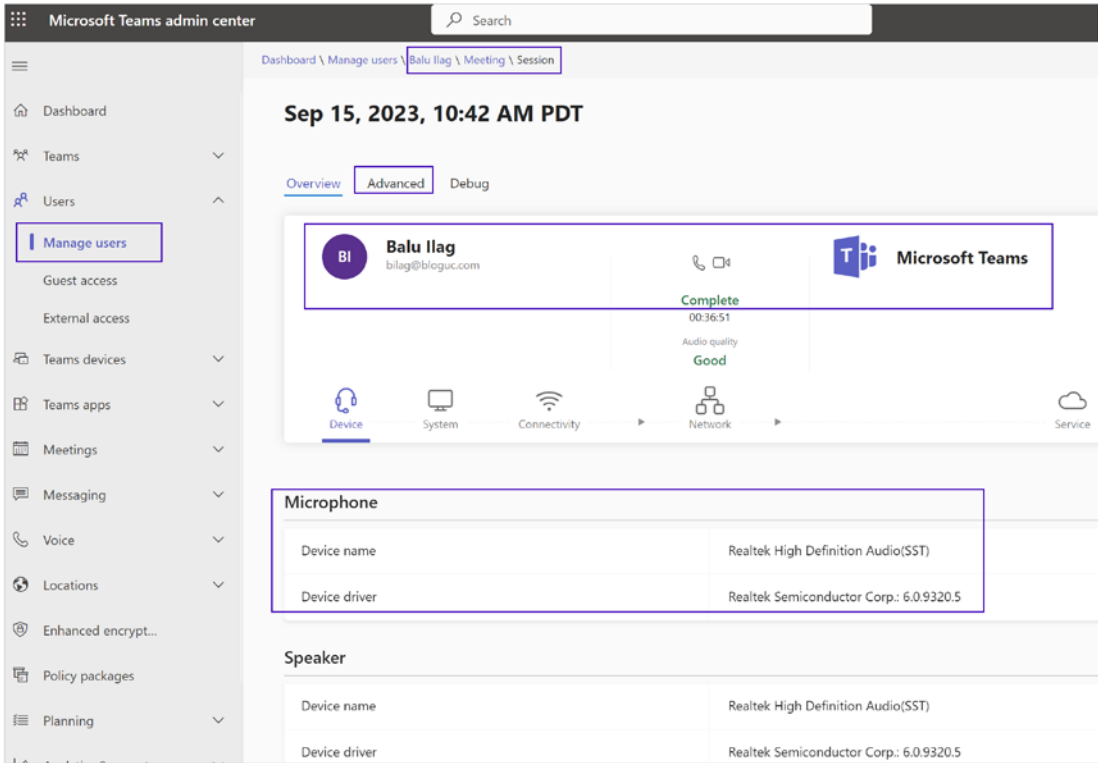 Microsoft Teams admin center
Search
Dashboard \ Manage users \ Balu Ilag \ Meeting \ Session
Dashboard
Teams
Users
Manage users
Guest access
External access
Teams devices
Teams apps
Meetings
Messaging
Voice
Locations
Enhanced encrypt...
Policy packages
Planning
Sep 15, 2023, 10:42 AM PDT
Overview Advanced Debug
BI
Balu Ilag
bilag@bloguc.com
Complete
00:36:51
Audio quality
Good
T
Microsoft Teams
Device System Connectivity Network Service
Microphone
Device name Realtek High Definition Audio(SST)
Device driver Realtek Semiconductor Corp.: 6.0.9320.5
Speaker
Device name Realtek High Definition Audio(SST)
Device driver Realtek Semiconductor Corp.: 6.0.9320.5